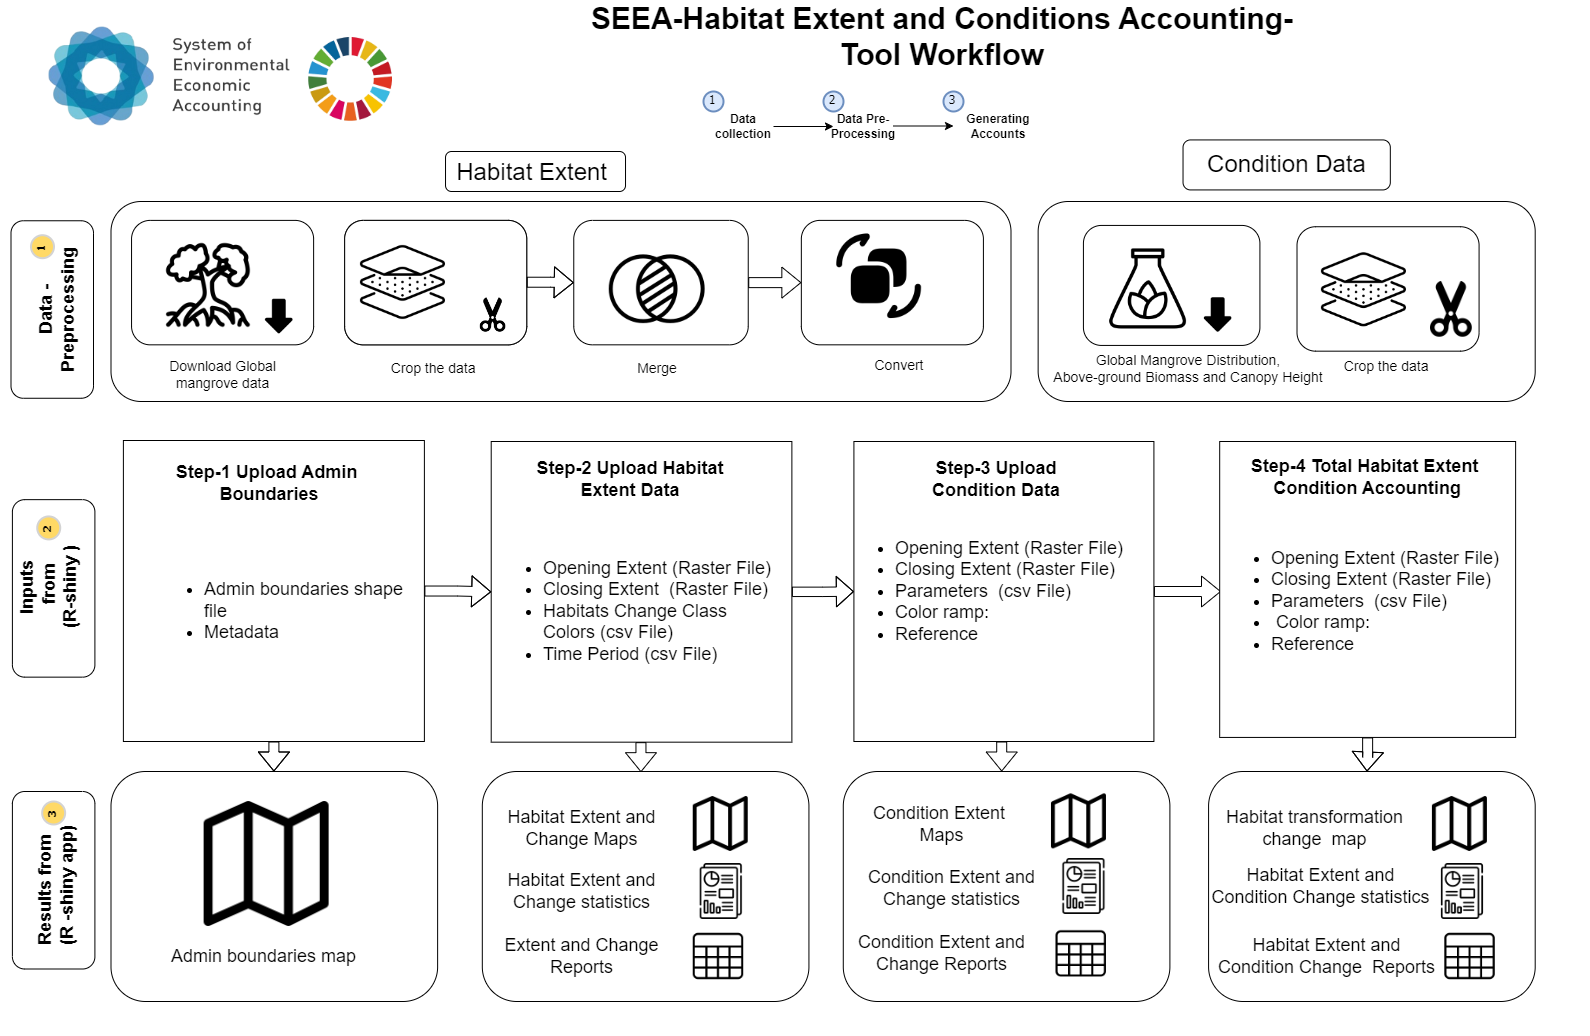 SEEA-Habitat Extent and Conditions Accounting-
Tool Workflow
System of
Environmental
Economic
Accounting
1
Data
collection
2
Data Pre-
Processing
3
Generating
Accounts
Habitat Extent
Condition Data
1
Data -
Preprocessing
Download Global
mangrove data
Crop the data
Merge
Convert
Global Mangrove Distribution,
Above-ground Biomass and Canopy Height
Crop the data
2
Inputs
from
(R-shiny )
Step-1 Upload Admin
Boundaries
• Admin boundaries shape
file
• Metadata
Step-2 Upload Habitat
Extent Data
• Opening Extent (Raster File)
• Closing Extent  (Raster File)
• Habitats Change Class
Colors (csv File)
• Time Period (csv File)
Step-3 Upload
Condition Data
• Opening Extent (Raster File)
• Closing Extent (Raster File)
• Parameters  (csv File)
• Color ramp:
• Reference
Step-4 Total Habitat Extent
Condition Accounting
• Opening Extent (Raster File)
• Closing Extent (Raster File)
• Parameters  (csv File)
•  Color ramp:
• Reference
3
Results from
(R -shiny app)
Admin boundaries map
Habitat Extent and
Change Maps
Habitat Extent and
Change statistics
Extent and Change
Reports
Condition Extent
Maps
Condition Extent and
Change statistics
Condition Extent and
Change Reports
Habitat transformation
change  map
Habitat Extent and
Condition Change statistics
Habitat Extent and
Condition Change  Reports